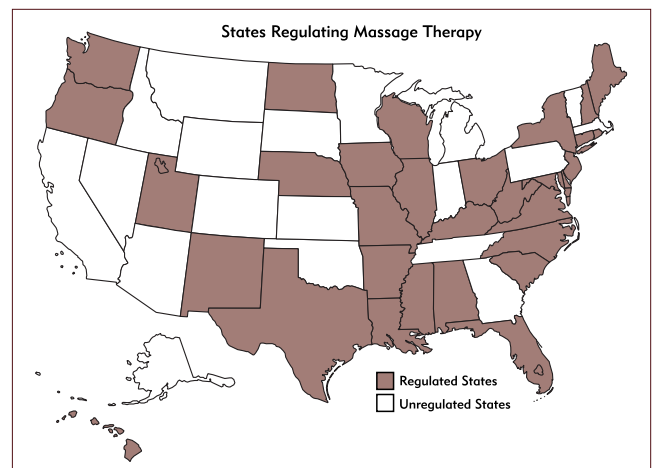 States Regulating Massage Therapy
Regulated States
Unregulated States